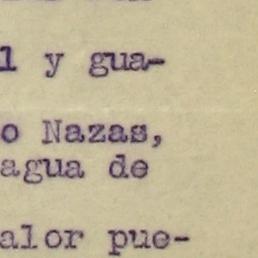 l y gua-
o Nazas,
agua de
alor pue-